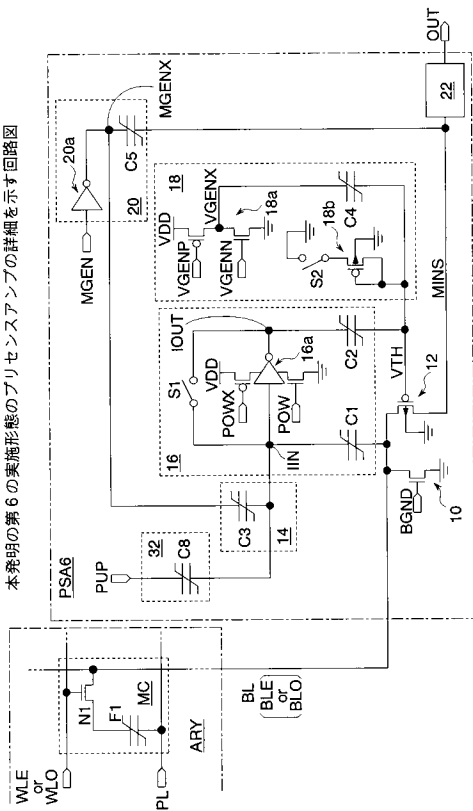 本発明の第6の実施形態のプリセンスアンプの詳細を示す回路図
WLE
or
WLO
PL
N1
F1
MC
ARY
BL
BLE
or
BLO
PSA6
PUP
32
C8
C3
14
MGEN
20a
20
C5
MGENX
16
S1
IOUT
VDD
POWX
POW
16a
IIN
C1
C2
18
VDD
VGENP
VGENN
VGENX
18a
S2
18b
C4
VTH
12
BGND
10
MINS
22
OUT